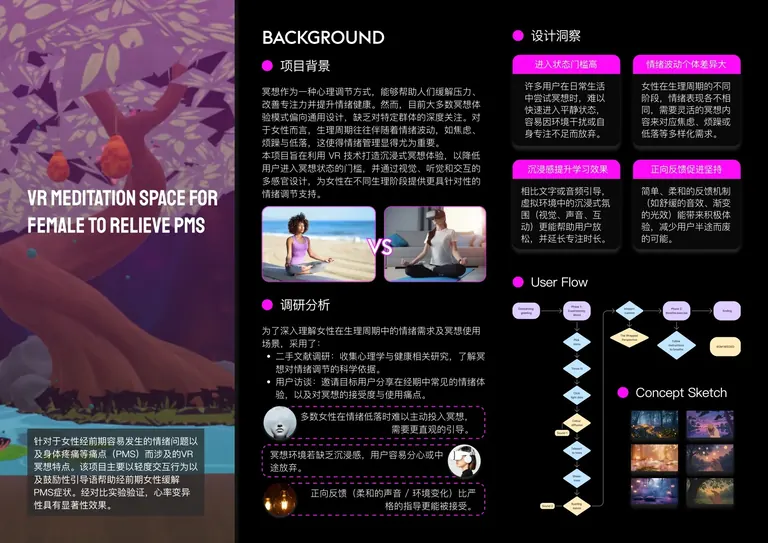 VR MEDITATION SPACE FOR
FEMALE TO RELIEVE PMS
针对于女性经前期容易发生的情绪问题以
及身体疼痛等痛点（PMS）而涉及的VR
冥想特点。该项目主要以轻度交互行为以
及鼓励性引导语帮助经前期女性缓解
PMS症状。经对比实验验证，心率变异
性具有显著性效果。
BACKGROUND
项目背景
冥想作为一种心理调节方式，能够帮助人们缓解压力、
改善专注力并提升情绪健康。然而，目前大多数冥想体
验模式偏向通用设计，缺乏对特定群体的深度关注。对
于女性而言，生理周期往往伴随着情绪波动，如焦虑、
烦躁与低落，这使得情绪管理显得尤为重要。
本项目旨在利用 VR 技术打造沉浸式冥想体验，以降低
用户进入冥想状态的门槛，并通过视觉、听觉和交互的
多感官设计，为女性在不同生理阶段提供更具针对性的
情绪调节支持。
VS
调研分析
为了深入理解女性在生理周期中的情绪需求及冥想使用
场景，采用了：
• 二手文献调研：收集心理学与健康相关研究，了解冥
想对情绪调节的科学依据。
• 用户访谈：邀请目标用户分享在经期中常见的情绪体
验，以及对冥想的接受度与使用痛点。
多数女性在情绪低落时难以主动投入冥想，
需要更直观的引导。
冥想环境若缺乏沉浸感，用户容易分心或中
途放弃。
正向反馈（柔和的声音 / 环境变化）比严
格的指导更能被接受。
设计洞察
进入状态门槛高
许多用户在日常生活
中尝试冥想时，难以
快速进入平静状态，
容易因环境干扰或自
身专注不足而放弃。
情绪波动个体差异大
女性在生理周期的不同
阶段，情绪表现各不相
同，需要灵活的冥想内
容来对应焦虑、烦躁或
低落等多样化需求。
沉浸感提升学习效果
相比文字或音频引导，
虚拟环境中的沉浸式氛
围（视觉、声音、互
动）更能帮助用户放
松，并延长专注时长。
正向反馈促进坚持
简单、柔和的反馈机制
（如舒缓的音效、渐变
的光效）能带来积极体
验，减少用户半途而废
的可能。
User Flow
Concept Sketch